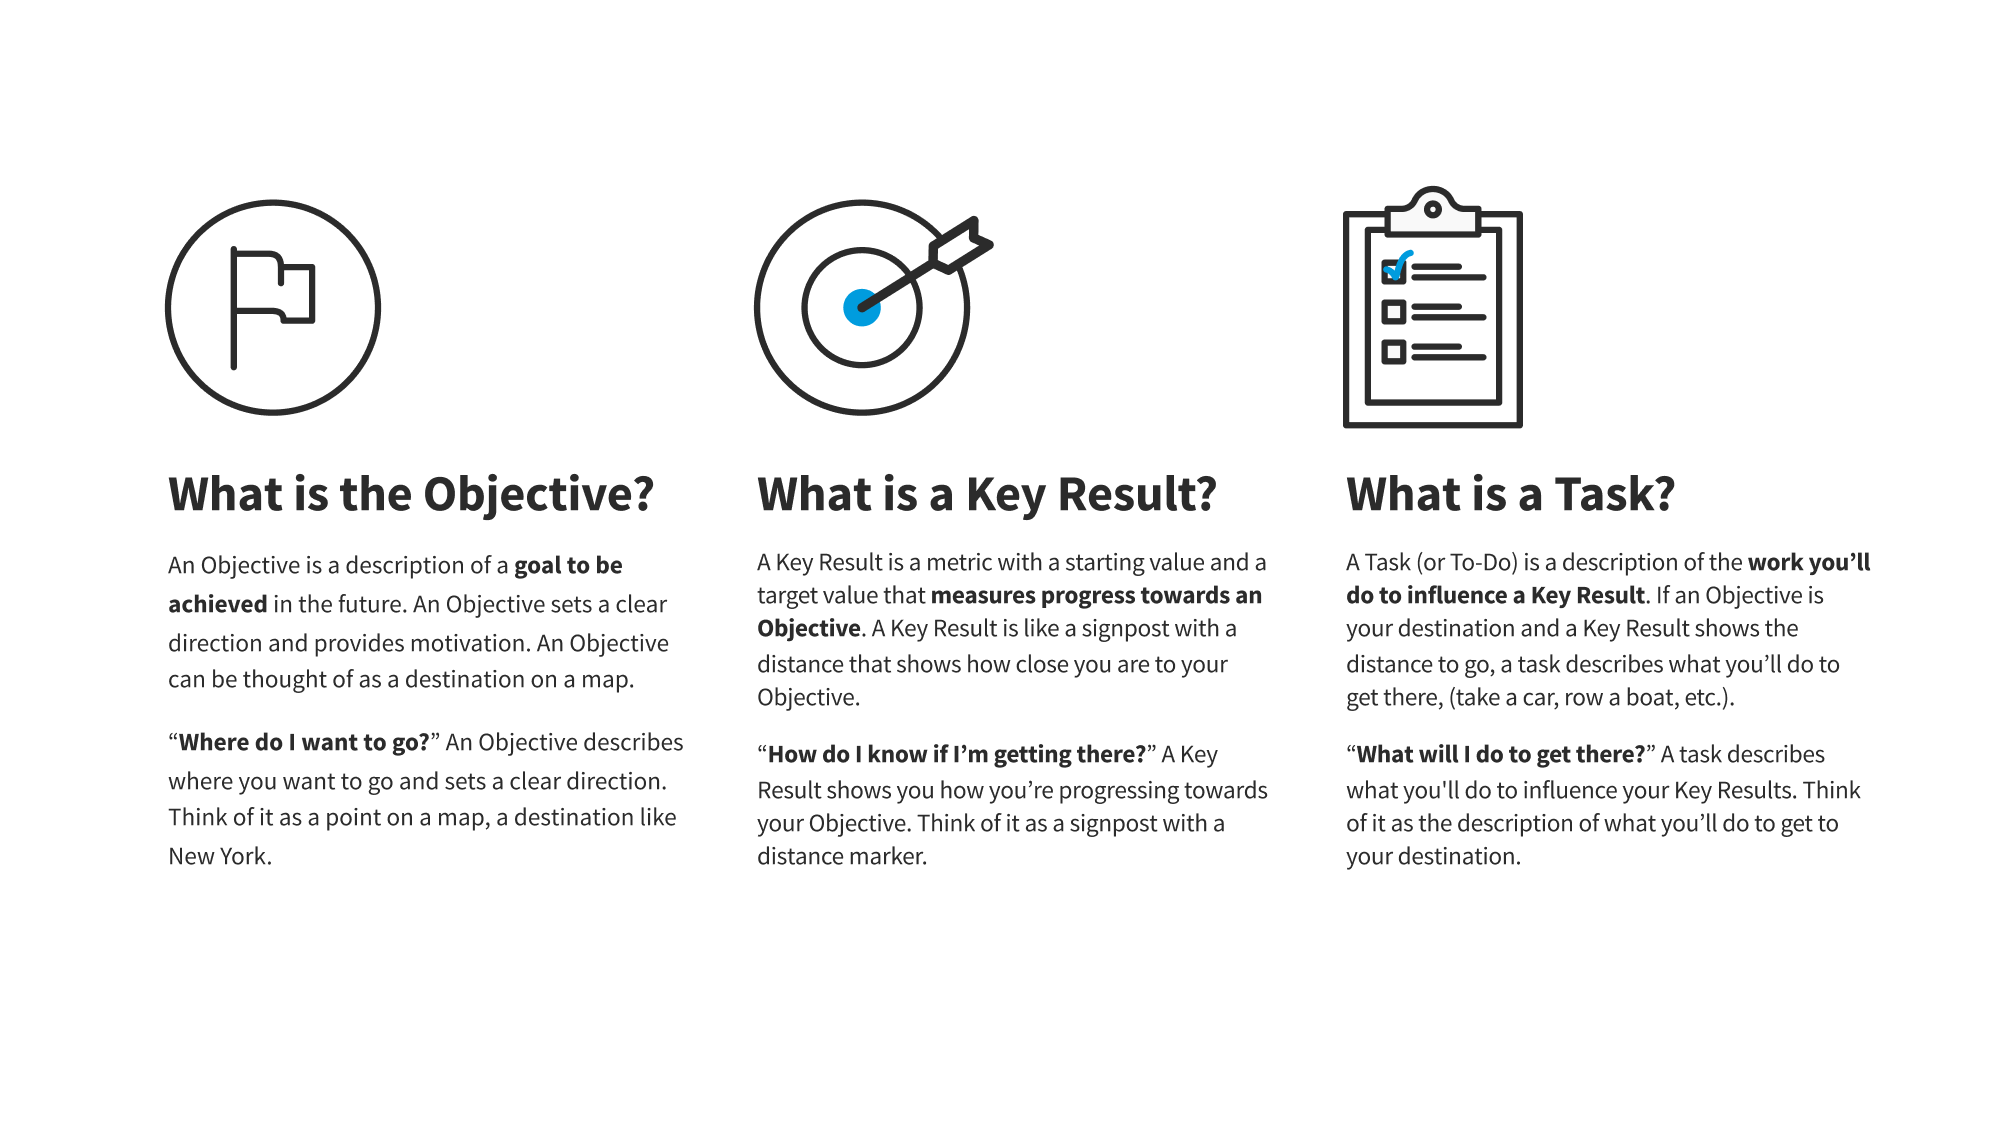 What is the Objective?
An Objective is a description of a goal to be
achieved in the future. An Objective sets a clear
direction and provides motivation. An Objective
can be thought of as a destination on a map.
“Where do I want to go?” An Objective describes
where you want to go and sets a clear direction.
Think of it as a point on a map, a destination like
New York.
What is a Key Result?
A Key Result is a metric with a starting value and a
target value that measures progress towards an
Objective. A Key Result is like a signpost with a
distance that shows how close you are to your
Objective.
“How do I know if I’m getting there?” A Key
Result shows you how you’re progressing towards
your Objective. Think of it as a signpost with a
distance marker.
What is a Task?
A Task (or To-Do) is a description of the work you’ll
do to influence a Key Result. If an Objective is
your destination and a Key Result shows the
distance to go, a task describes what you’ll do to
get there, (take a car, row a boat, etc.).
“What will I do to get there?” A task describes
what you'll do to influence your Key Results. Think
of it as the description of what you’ll do to get to
your destination.